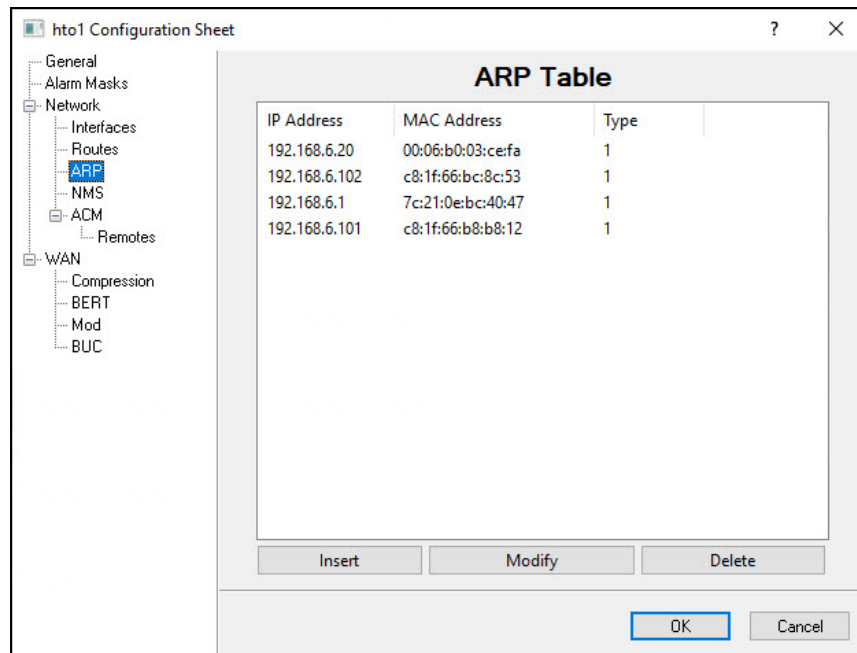 hto1 Configuration Sheet
?
General
Alarm Masks
Network
Interfaces
Routes
ARP
NMS
ACM
Remotes
WAN
Compression
BERT
Mod
BUC
ARP Table
IP Address MAC Address Type
192.168.6.20 00:06:b0:03:ce:fa 1
192.168.6.102 c8:1f:66:bc:8c:53 1
192.168.6.1 7c:21:0e:bc:40:47 1
192.168.6.101 c8:1f:66:b8:b8:12 1
Insert Modify Delete
OK Cancel